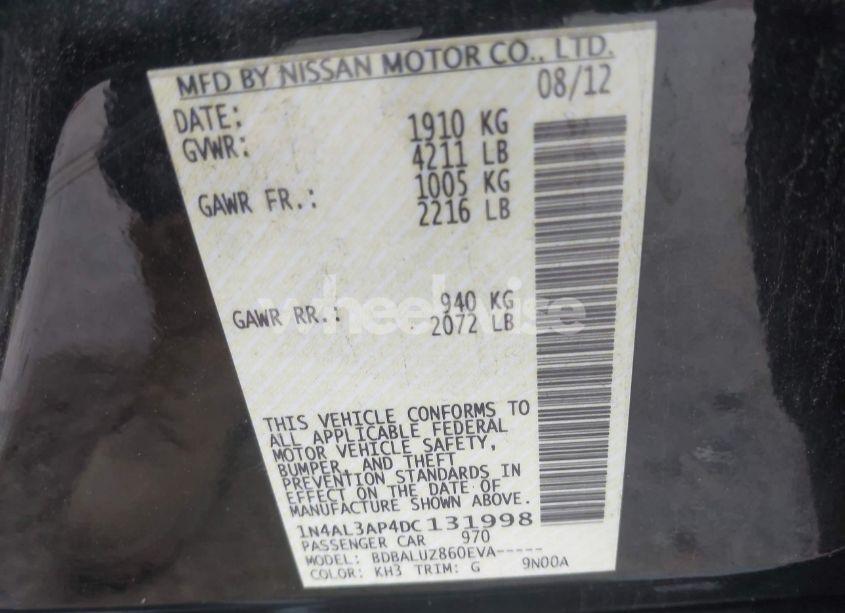 MFD BY NISSAN MOTOR CO., LTD.
DATE: 08/12
GVWR: 1910 KG
4211 LB
GAWR FR.: 1005 KG
2216 LB
GAWR RR.: 940 KG
2072 LB
wheelwise
THIS VEHICLE CONFORMS TO
ALL APPLICABLE FEDERAL
MOTOR VEHICLE SAFETY,
BUMPER, AND THEFT
PREVENTION STANDARDS IN
EFFECT ON THE DATE OF
MANUFACTURE SHOWN ABOVE.
1N4AL3AP4DC131998
PASSENGER CAR 970
MODEL: BDBALUZ860EVA-----
COLOR: KH3 TRIM: G 9N00A